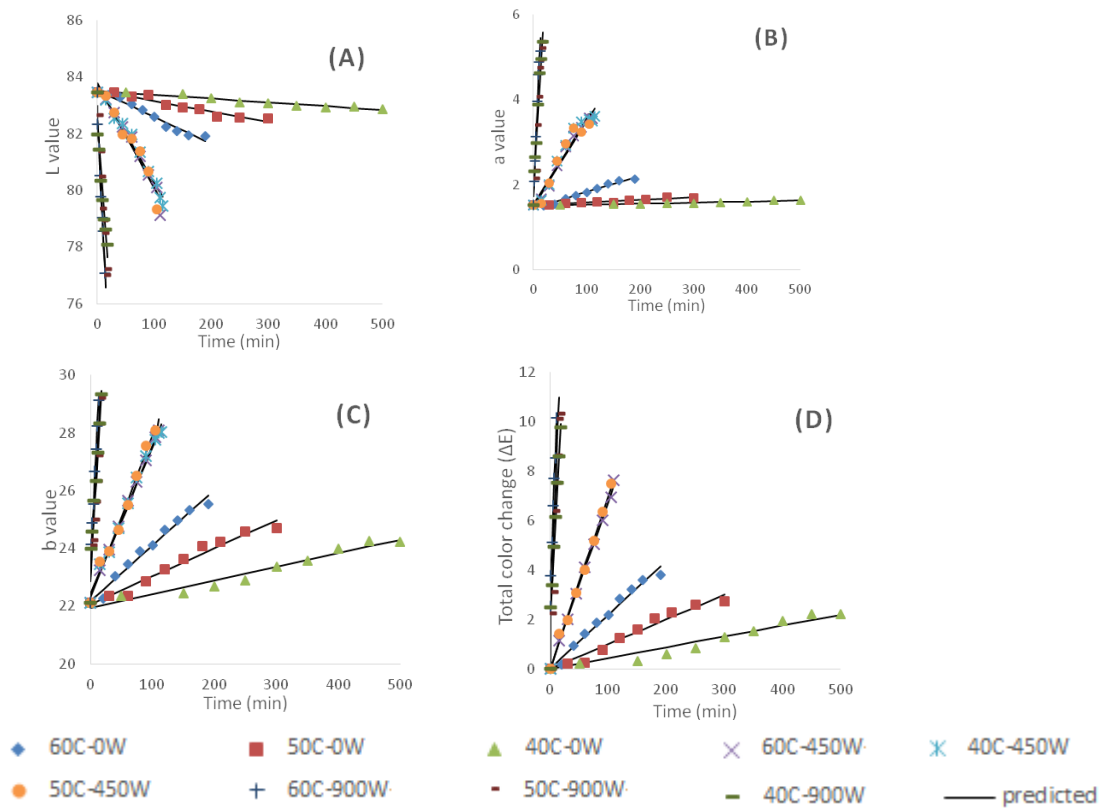 86
84
82
80
78
76
L value
(A)
0 100 200 300 400 500
Time (min)
6
4
2
0
a value
(B)
0 100 200 300 400 500
Time (min)
30
28
26
24
22
20
b value
(C)
0 100 200 300 400 500
Time (min)
12
10
8
6
4
2
0
Total color change (ΔE)
(D)
0 100 200 300 400 500
Time (min)
60C-0W 50C-0W 40C-0W 60C-450W 40C-450W
50C-450W 60C-900W 50C-900W 40C-900W predicted